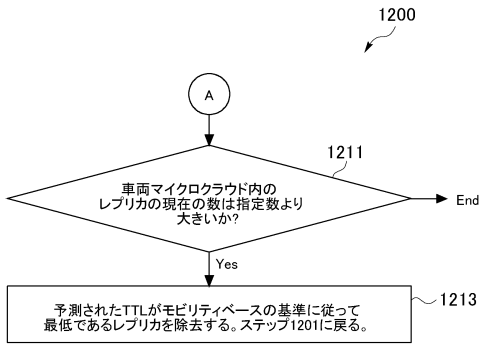 1200
A
1211
車両マイクロクラウド内の
レプリカの現在の数は指定数より
大きいか?
End
Yes
予測されたTTLがモビリティベースの基準に従って
最低であるレプリカを除去する。ステップ1201に戻る。
1213